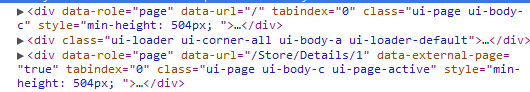 ▶<div data-role="page" data-url="/" tabindex="0" class="ui-page ui-body-
c" style="min-height: 504px; ">…</div>
▶<div class="ui-loader ui-corner-all ui-body-a ui-loader-default">…</div>
▶<div data-role="page" data-url="/Store/Details/1" data-external-page=
"true" tabindex="0" class="ui-page ui-body-c ui-page-active" style="min-
height: 504px; ">…</div>